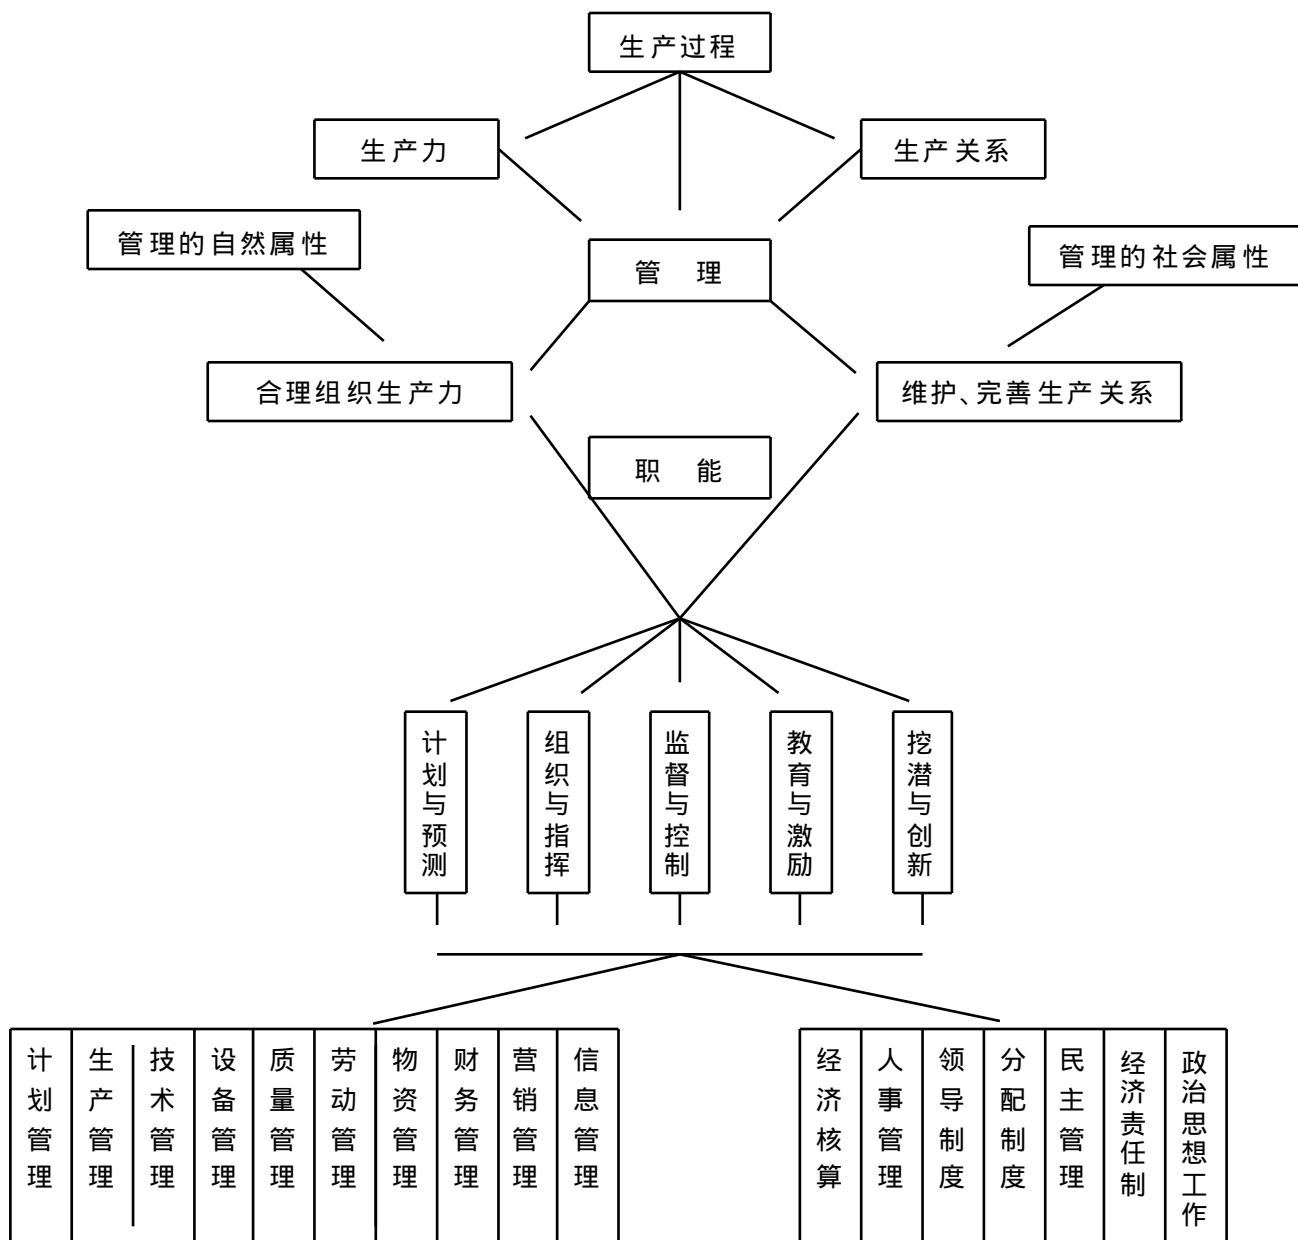 生产过程
生产力
生产关系
管理的自然属性
管理
管理的社会属性
合理组织生产力
维护、完善生产关系
职能
计划与预测
组织与指挥
监督与控制
教育与激励
挖潜与创新
计划管理
生产管理
技术管理
设备管理
质量管理
劳动管理
物资管理
财务管理
营销管理
信息管理
经济核算
人事管理
领导制度
分配制度
民主管理
经济责任制
政治思想工作